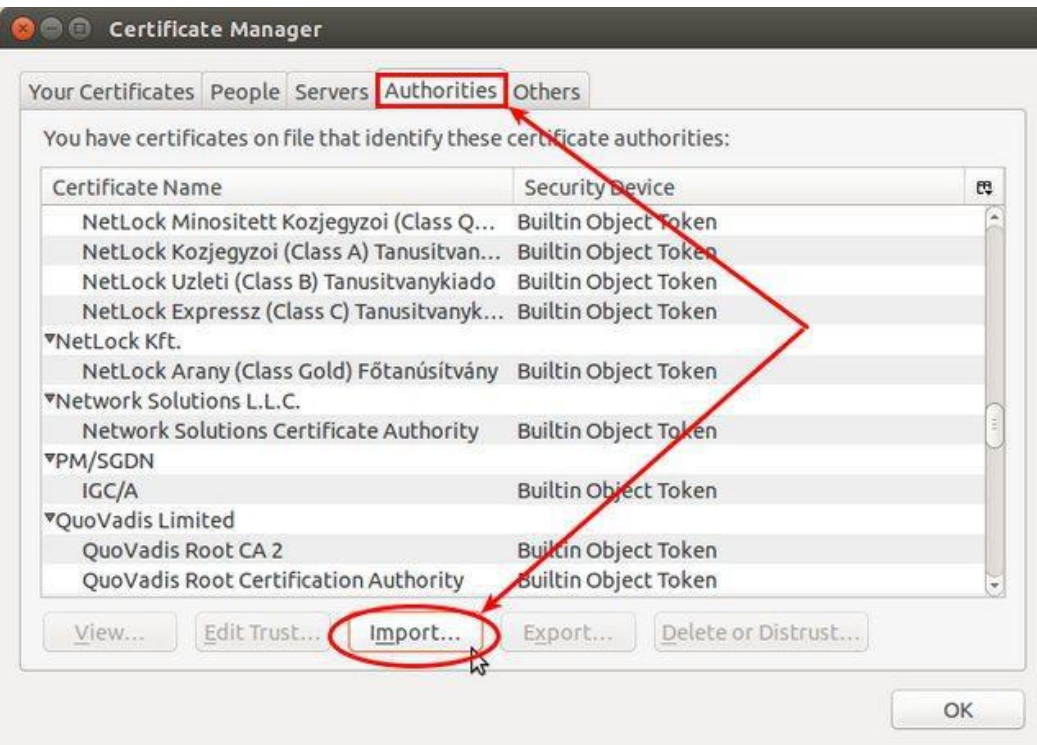 Certificate Manager
Your Certificates People Servers Authorities Others
You have certificates on file that identify these certificate authorities:
Certificate Name Security Device
NetLock Minositett Kozjegyzoi (Class Q... Builtin Object Token
NetLock Kozjegyzoi (Class A) Tanusitvan... Builtin Object Token
NetLock Uzleti (Class B) Tanusitvanykiado Builtin Object Token
NetLock Expressz (Class C) Tanusitvanyk... Builtin Object Token
NetLock Kft.
NetLock Arany (Class Gold) Főtanúsítvány Builtin Object Token
Network Solutions L.L.C.
Network Solutions Certificate Authority Builtin Object Token
PM/SGDN
IGC/A Builtin Object Token
QuoVadis Limited
QuoVadis Root CA 2 Builtin Object Token
QuoVadis Root Certification Authority Builtin Object Token
View... Edit Trust... Import... Export... Delete or Distrust...
OK